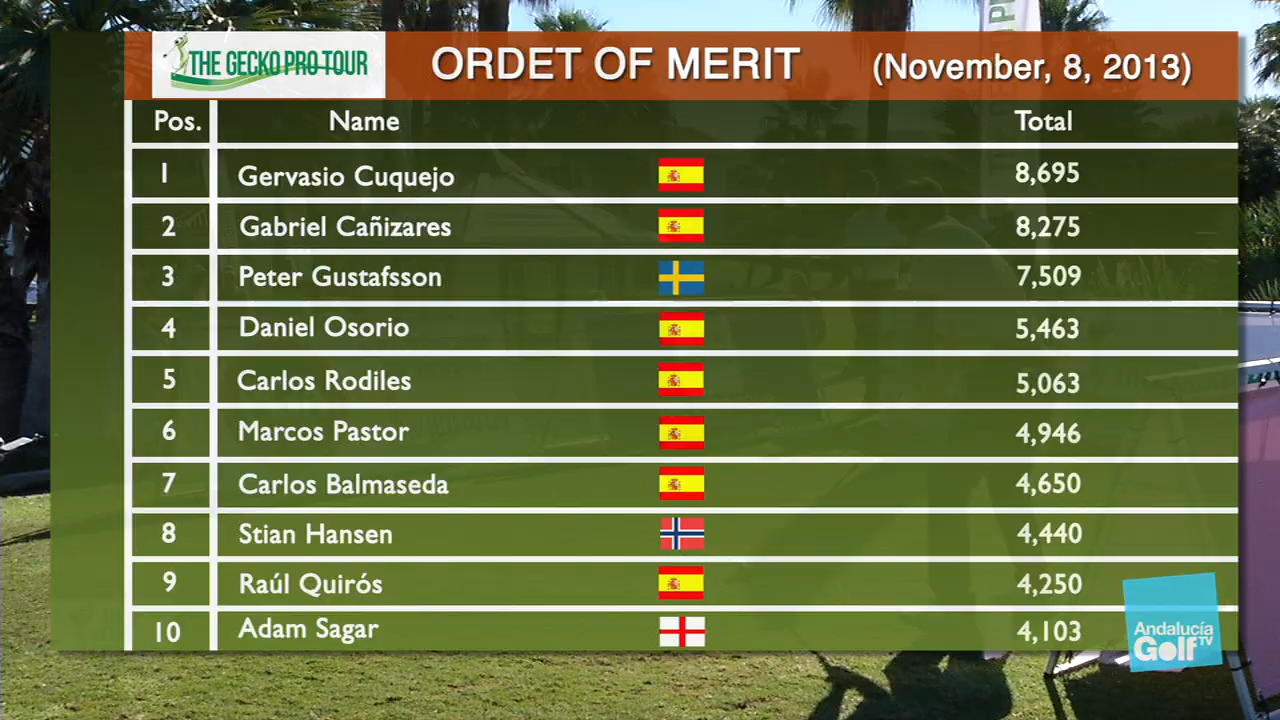 THE GECKO PRO TOUR ORDET OF MERIT (November, 8, 2013)
Pos. Name Total
1 Gervasio Cuquejo 8,695
2 Gabriel Cañizares 8,275
3 Peter Gustafsson 7,509
4 Daniel Osorio 5,463
5 Carlos Rodiles 5,063
6 Marcos Pastor 4,946
7 Carlos Balmaseda 4,650
8 Stian Hansen 4,440
9 Raúl Quirós 4,250
10 Adam Sagar 4,103
Andalucía
Golf TV